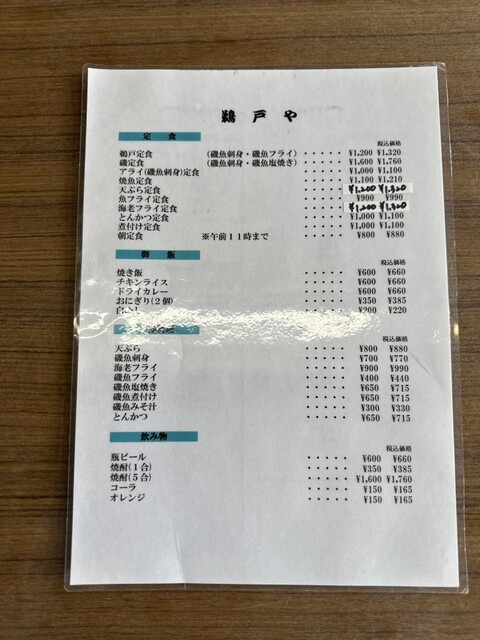 鵜戸や
定食
税込価格
鵜戸定食 (磯魚刺身・磯魚フライ) ・・・・・ ¥1,200 ¥1,320
磯定食 (磯魚刺身・磯魚塩焼き) ・・・・・ ¥1,600 ¥1,760
アライ(磯魚刺身)定食 ・・・・・ ¥1,000 ¥1,100
焼魚定食 ・・・・・ ¥1,100 ¥1,210
天ぷら定食 ・・・・・ ¥1,200 ¥1,320
魚フライ定食 ・・・・・ ¥900 ¥990
海老フライ定食 ・・・・・ ¥1,200 ¥1,320
とんかつ定食 ・・・・・ ¥1,000 ¥1,100
煮付け定食 ・・・・・ ¥1,000 ¥1,100
朝定食 ※午前11時まで ・・・・・ ¥800 ¥880
御飯
税込価格
焼き飯 ・・・・・ ¥600 ¥660
チキンライス ・・・・・ ¥600 ¥660
ドライカレー ・・・・・ ¥600 ¥660
おにぎり(2個) ・・・・・ ¥350 ¥385
・・・・・ ¥200 ¥220
税込価格
天ぷら ・・・・・ ¥800 ¥880
磯魚刺身 ・・・・・ ¥700 ¥770
海老フライ ・・・・・ ¥900 ¥990
磯魚フライ ・・・・・ ¥400 ¥440
磯魚塩焼き ・・・・・ ¥650 ¥715
磯魚煮付け ・・・・・ ¥650 ¥715
磯魚みそ汁 ・・・・・ ¥300 ¥330
とんかつ ・・・・・ ¥650 ¥715
飲み物
税込価格
瓶ビール ・・・・・ ¥600 ¥660
焼酎(1合) ・・・・・ ¥350 ¥385
焼酎(5合) ・・・・・ ¥1,600 ¥1,760
コーラ ・・・・・ ¥150 ¥165
オレンジ ・・・・・ ¥150 ¥165